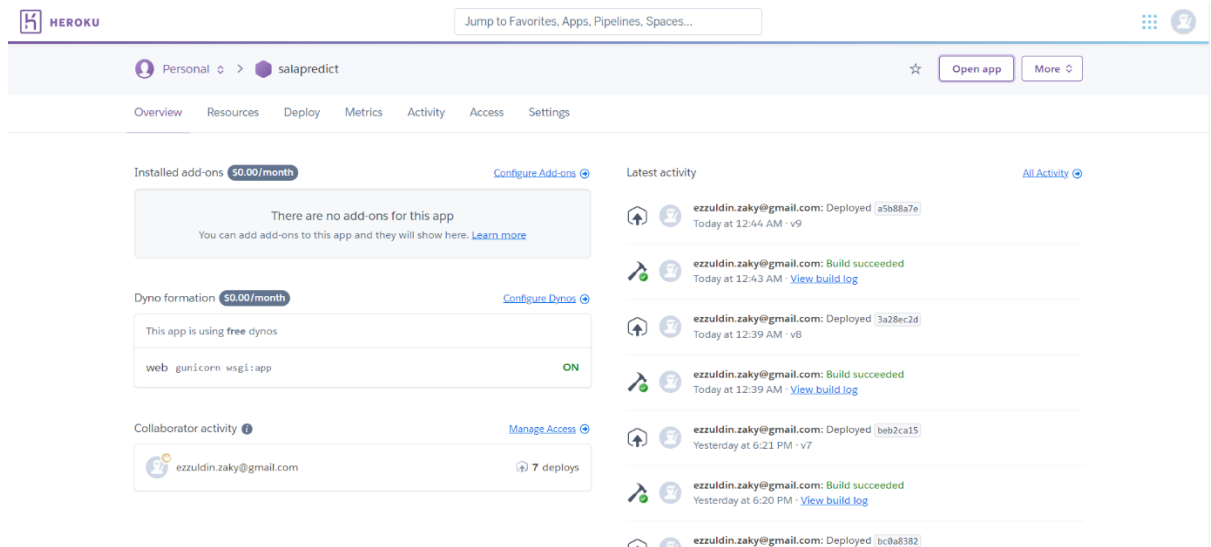 HEROKU
Jump to Favorites, Apps, Pipelines, Spaces...
Personal > salapredict
Open app
More
Overview Resources Deploy Metrics Activity Access Settings
Installed add-ons $0.00/month Configure Add-ons
There are no add-ons for this app
You can add add-ons to this app and they will show here. Learn more
Dyno formation $0.00/month Configure Dynos
This app is using free dynos
web gunicorn wsgi:app ON
Collaborator activity Manage Access
ezzuldin.zaky@gmail.com 7 deploys
Latest activity All Activity
ezzuldin.zaky@gmail.com: Deployed a5b88a7e
Today at 12:44 AM · v9
ezzuldin.zaky@gmail.com: Build succeeded
Today at 12:43 AM · View build log
ezzuldin.zaky@gmail.com: Deployed 3a28ec2d
Today at 12:39 AM · v8
ezzuldin.zaky@gmail.com: Build succeeded
Today at 12:39 AM · View build log
ezzuldin.zaky@gmail.com: Deployed beb2ca15
Yesterday at 6:21 PM · v7
ezzuldin.zaky@gmail.com: Build succeeded
Yesterday at 6:20 PM · View build log
ezzuldin.zaky@gmail.com: Deployed bc0a8382